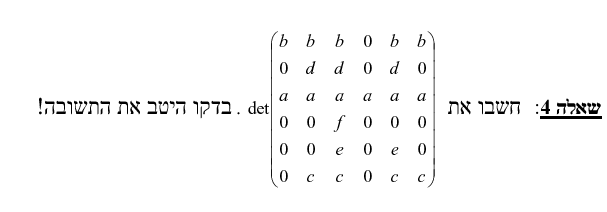 b b b 0 b b
0 d d 0 d 0
שאלה 4: חשבו את det a a a a a a . בדקו היטב את התשובה!
0 0 f 0 0 0
0 0 e 0 e 0
0 c c 0 c c